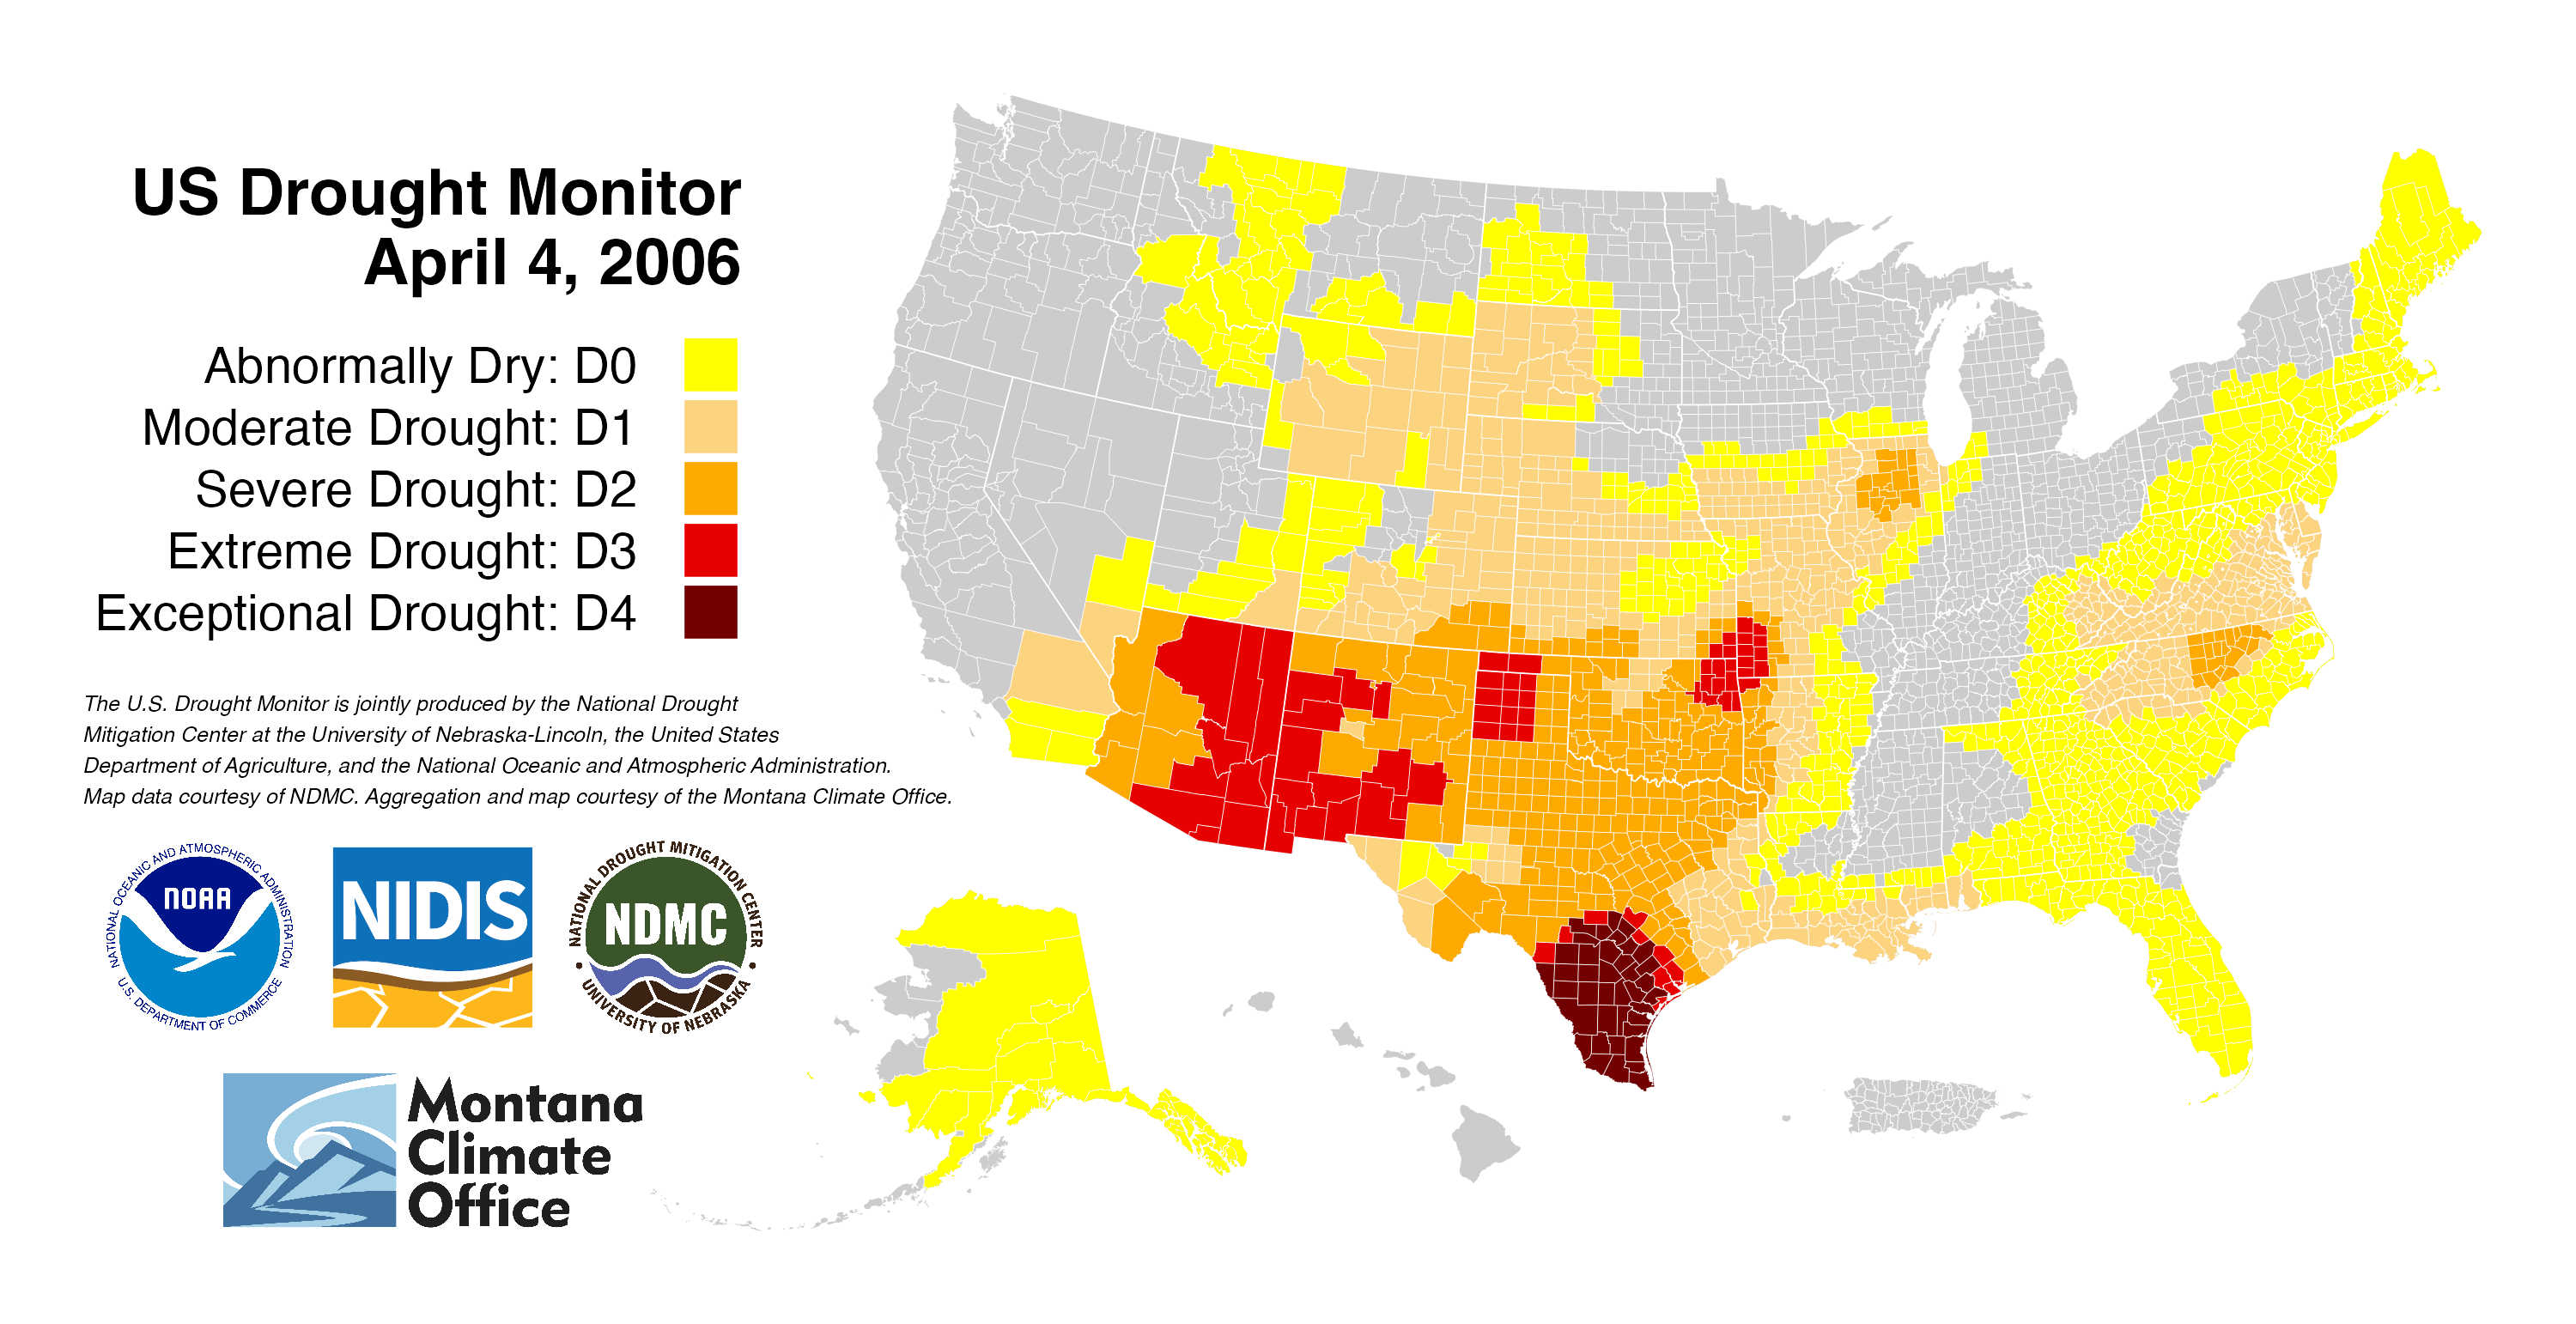 US Drought Monitor
April 4, 2006
Abnormally Dry: D0
Moderate Drought: D1
Severe Drought: D2
Extreme Drought: D3
Exceptional Drought: D4
The U.S. Drought Monitor is jointly produced by the National Drought
Mitigation Center at the University of Nebraska-Lincoln, the United States
Department of Agriculture, and the National Oceanic and Atmospheric Administration.
Map data courtesy of NDMC. Aggregation and map courtesy of the Montana Climate Office.
NATIONAL OCEANIC AND ATMOSPHERIC ADMINISTRATION
NOAA
U.S. DEPARTMENT OF COMMERCE
NIDIS
NATIONAL DROUGHT MITIGATION CENTER
NDMC
UNIVERSITY OF NEBRASKA
Montana
Climate
Office